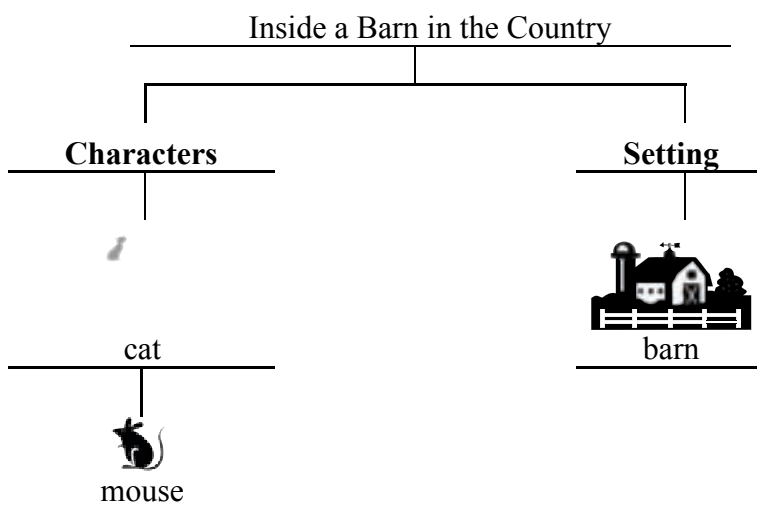 Inside a Barn in the Country
Characters
Setting
cat
barn
mouse